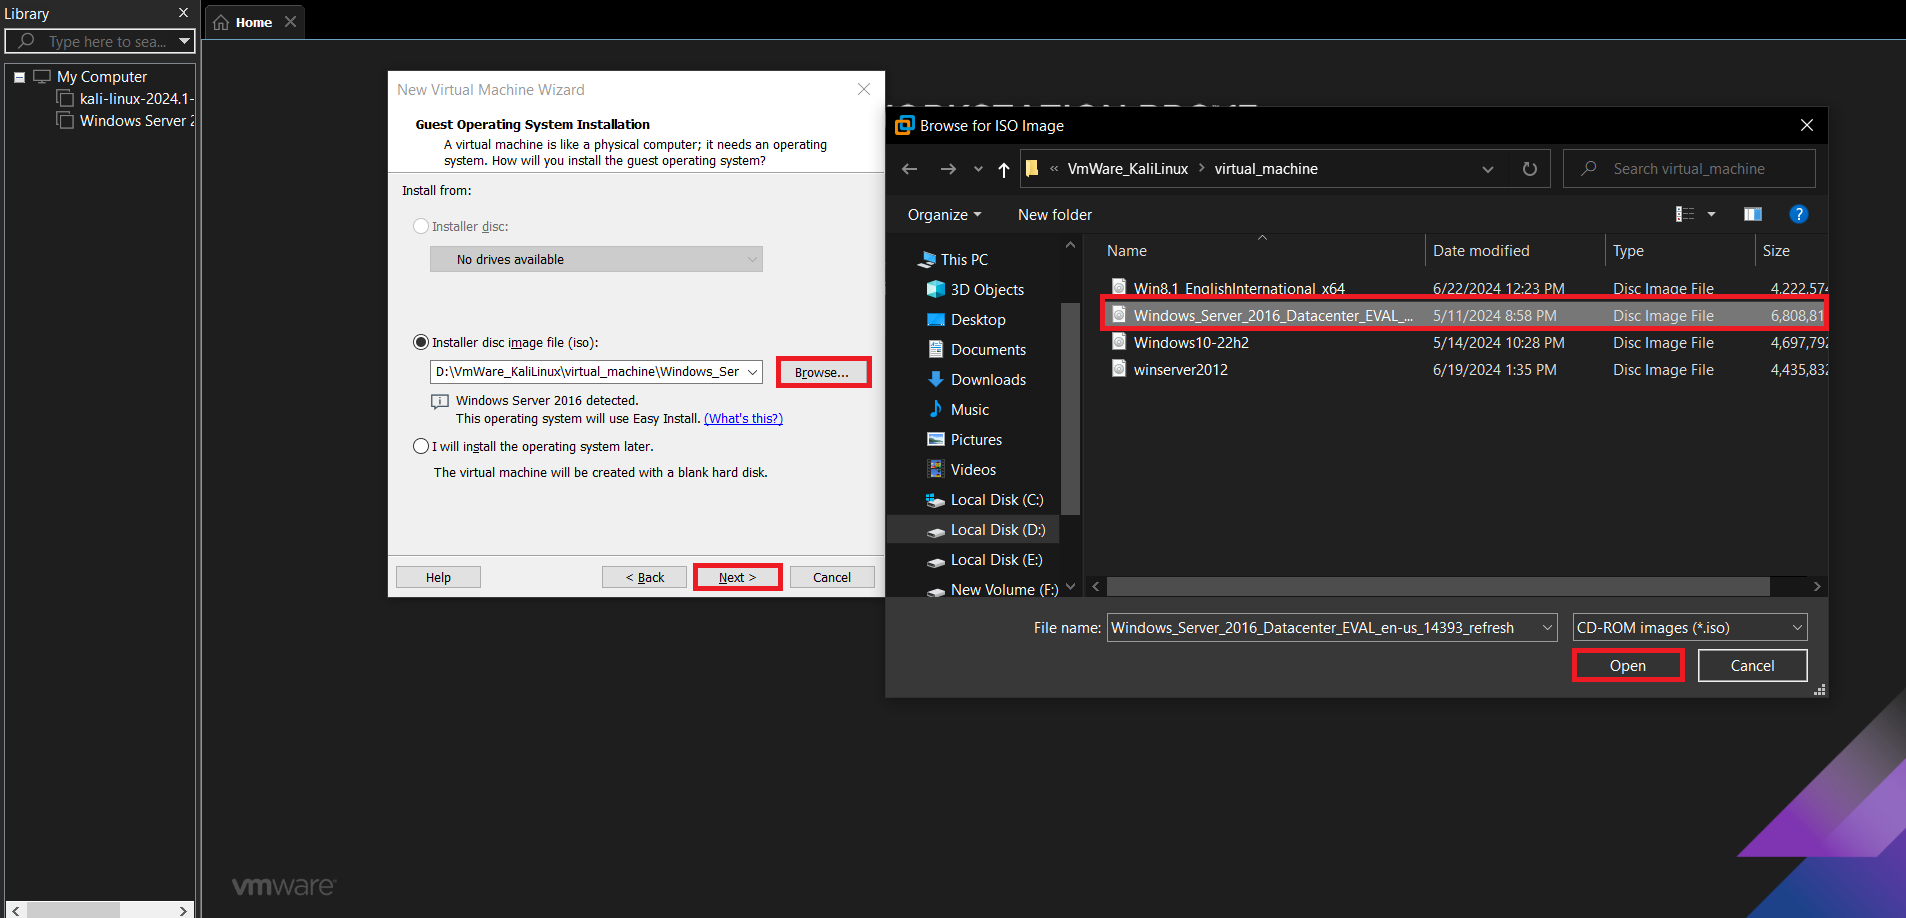 Library
Type here to sea...
My Computer
kali-linux-2024.1-
Windows Server 2
Home
New Virtual Machine Wizard
Guest Operating System Installation
A virtual machine is like a physical computer; it needs an operating
system. How will you install the guest operating system?
Install from:
Installer disc:
No drives available
Installer disc image file (iso):
D:\VmWare_KaliLinux\virtual_machine\Windows_Ser
Browse...
Windows Server 2016 detected.
This operating system will use Easy Install. (What's this?)
I will install the operating system later.
The virtual machine will be created with a blank hard disk.
Help
< Back
Next >
Cancel
Browse for ISO Image
« VmWare_KaliLinux > virtual_machine
Search virtual_machine
Organize
New folder
?
This PC
3D Objects
Desktop
Documents
Downloads
Music
Pictures
Videos
Local Disk (C:)
Local Disk (D:)
Local Disk (E:)
New Volume (F:)
Name Date modified Type Size
Win8.1_EnglishInternational_x64 6/22/2024 12:23 PM Disc Image File 4,222,574
Windows_Server_2016_Datacenter_EVAL_... 5/11/2024 8:58 PM Disc Image File 6,808,81
Windows10-22h2 5/14/2024 10:28 PM Disc Image File 4,697,792
winserver2012 6/19/2024 1:35 PM Disc Image File 4,435,832
File name: Windows_Server_2016_Datacenter_EVAL_en-us_14393_refresh
CD-ROM images (*.iso)
Open
Cancel
vmware